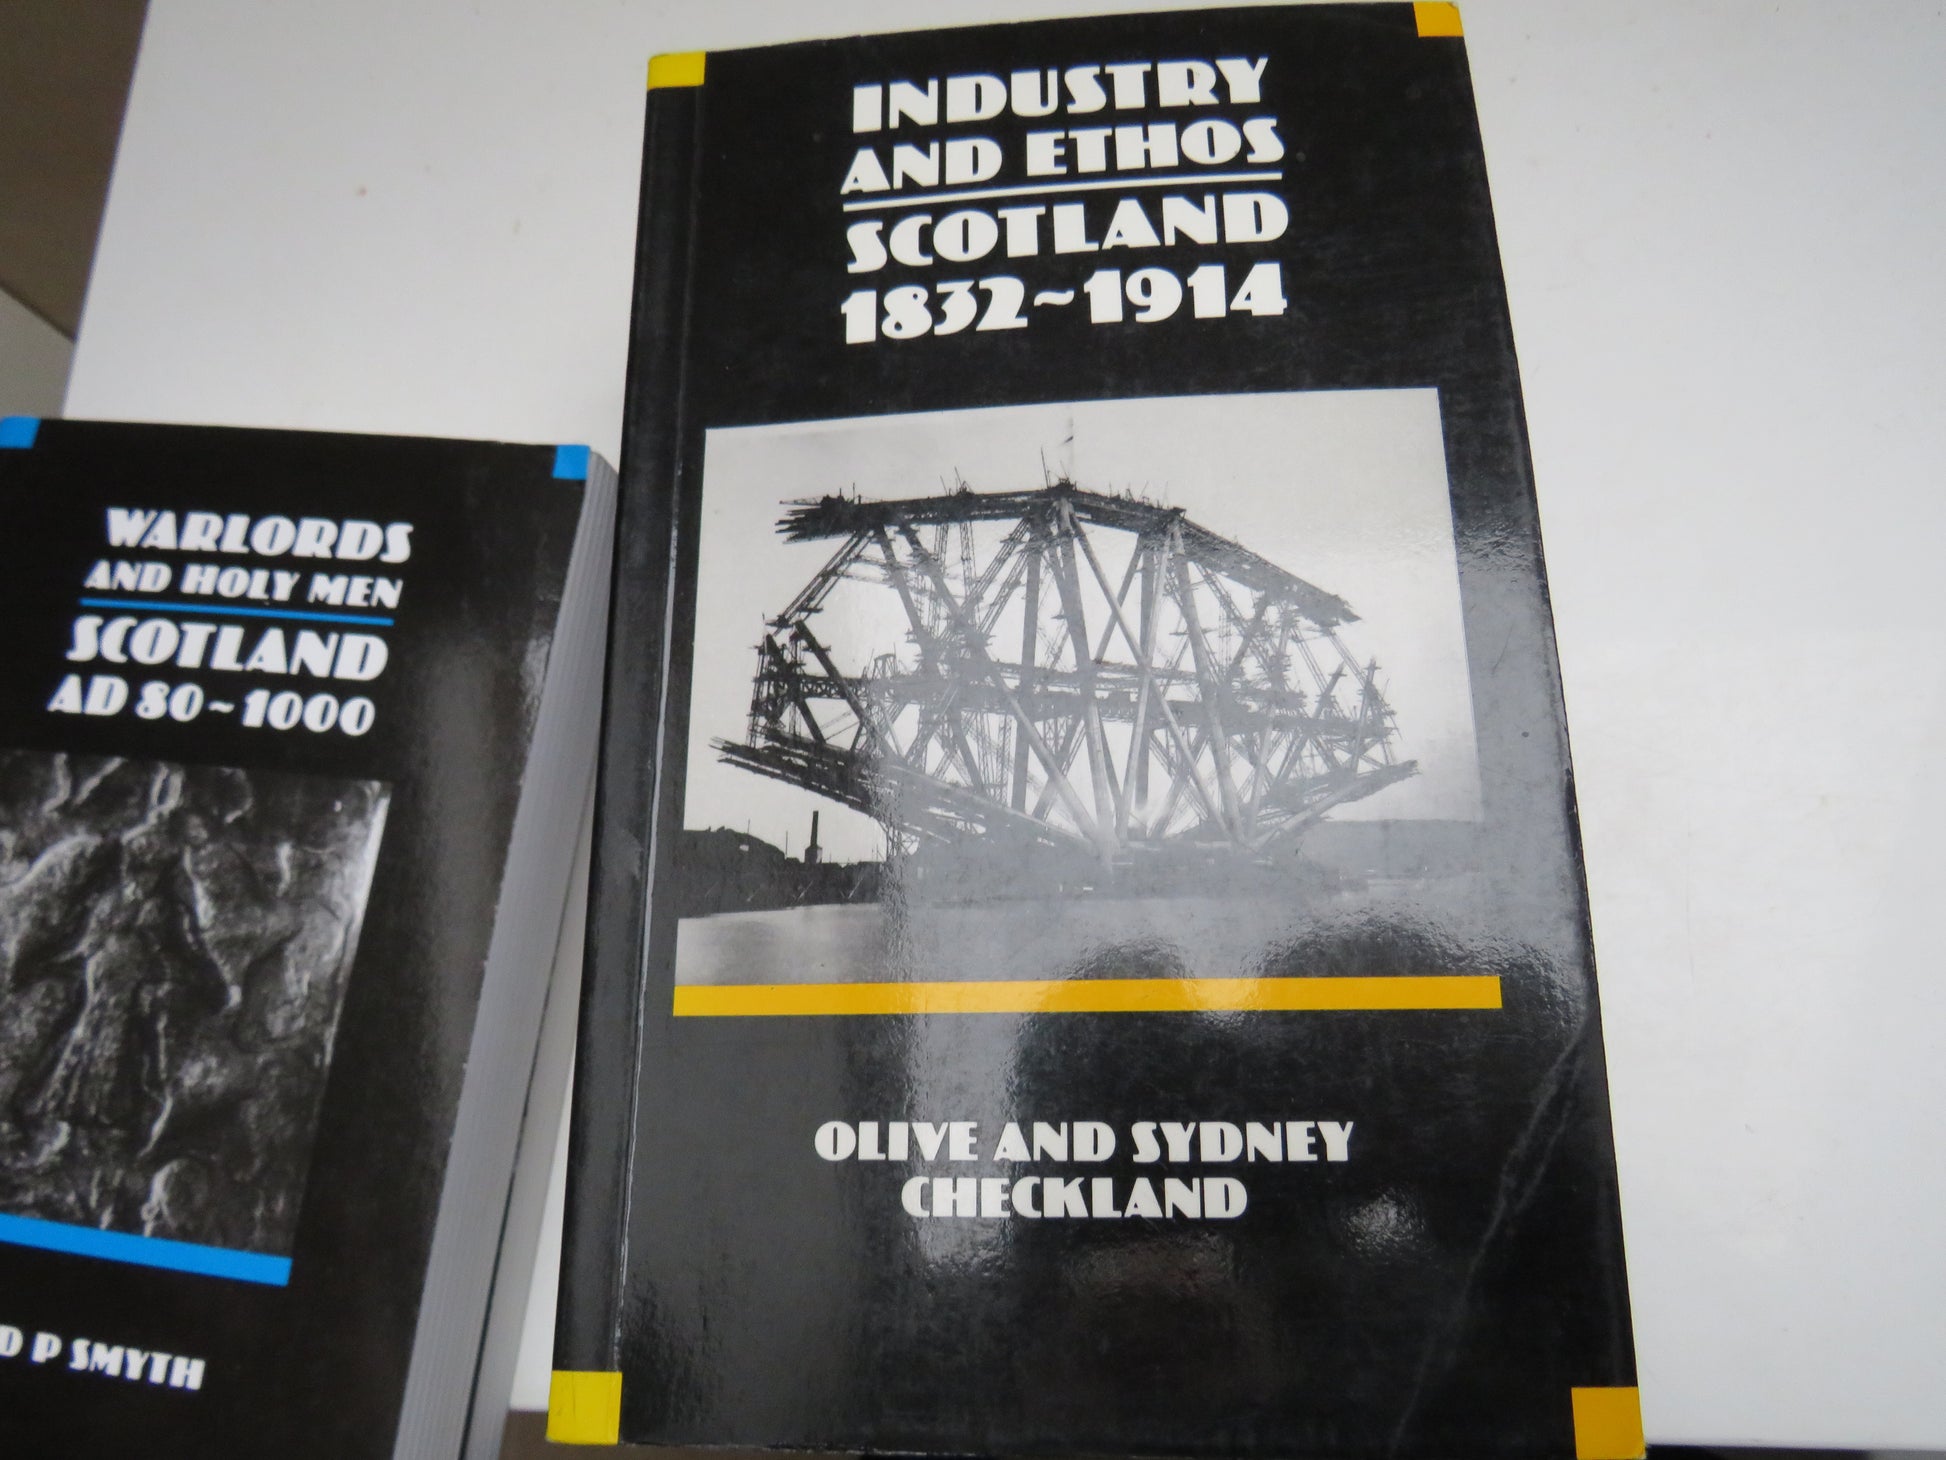 INDUSTRY
AND ETHOS
SCOTLAND
1832~1914
OLIVE AND SYDNEY
CHECKLAND
WARLORDS
AND HOLY MEN
SCOTLAND
AD 80~1000
D P SMYTH